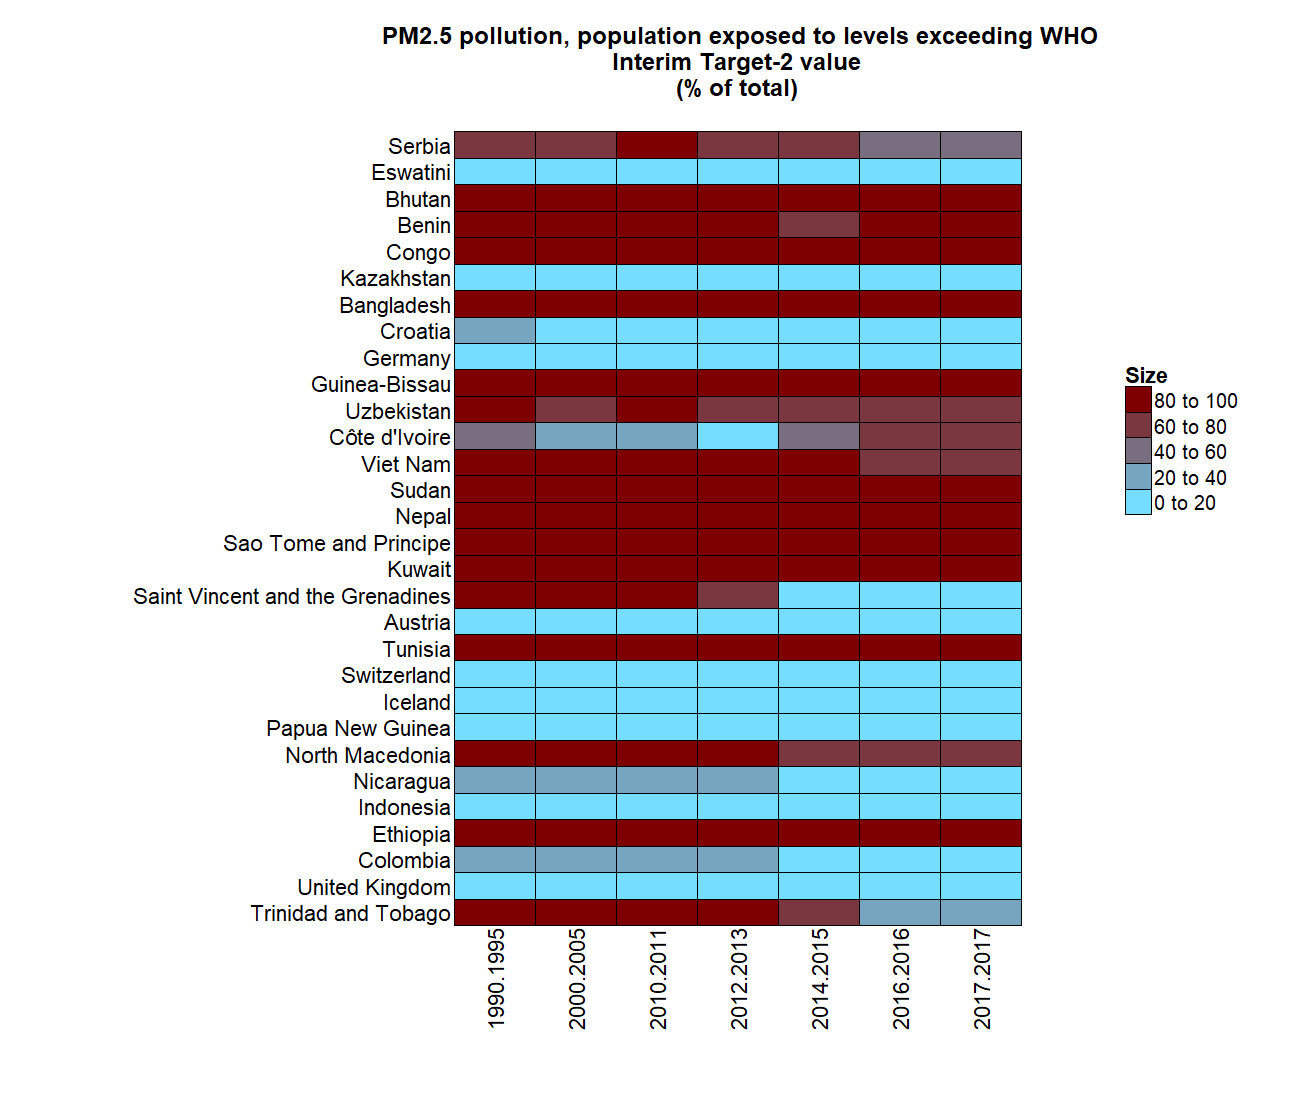 PM2.5 pollution, population exposed to levels exceeding WHO
Interim Target-2 value
(% of total)
Serbia
Eswatini
Bhutan
Benin
Congo
Kazakhstan
Bangladesh
Croatia
Germany
Guinea-Bissau
Uzbekistan
Côte d'Ivoire
Viet Nam
Sudan
Nepal
Sao Tome and Principe
Kuwait
Saint Vincent and the Grenadines
Austria
Tunisia
Switzerland
Iceland
Papua New Guinea
North Macedonia
Nicaragua
Indonesia
Ethiopia
Colombia
United Kingdom
Trinidad and Tobago
1990.1995
2000.2005
2010.2011
2012.2013
2014.2015
2016.2016
2017.2017
Size
80 to 100
60 to 80
40 to 60
20 to 40
0 to 20